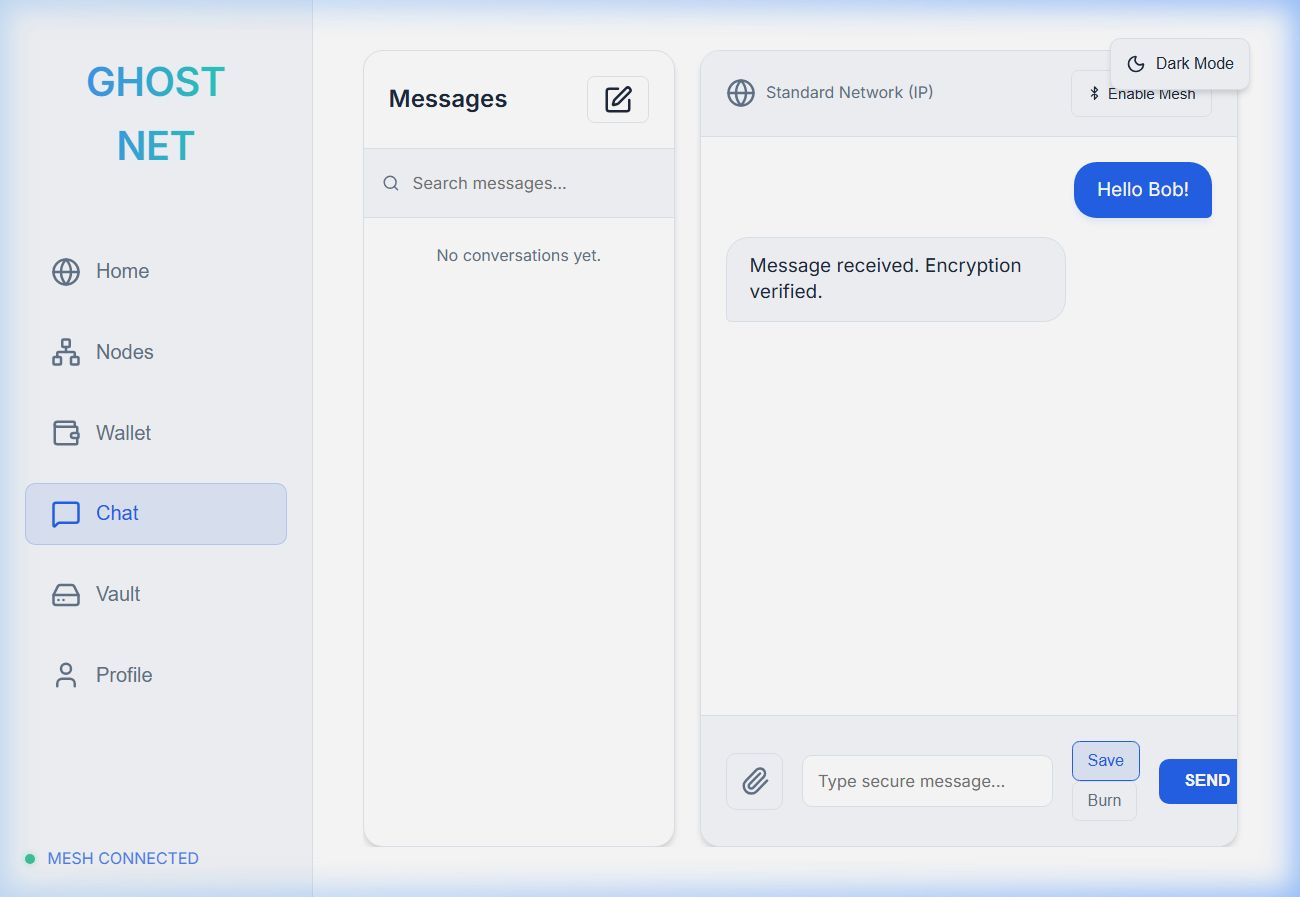 GHOST
NET
Home
Nodes
Wallet
Chat
Vault
Profile
MESH CONNECTED
Messages
Search messages...
No conversations yet.
Standard Network (IP)
Dark Mode
Enable Mesh
Hello Bob!
Message received. Encryption
verified.
Type secure message...
Save
Burn
SEND